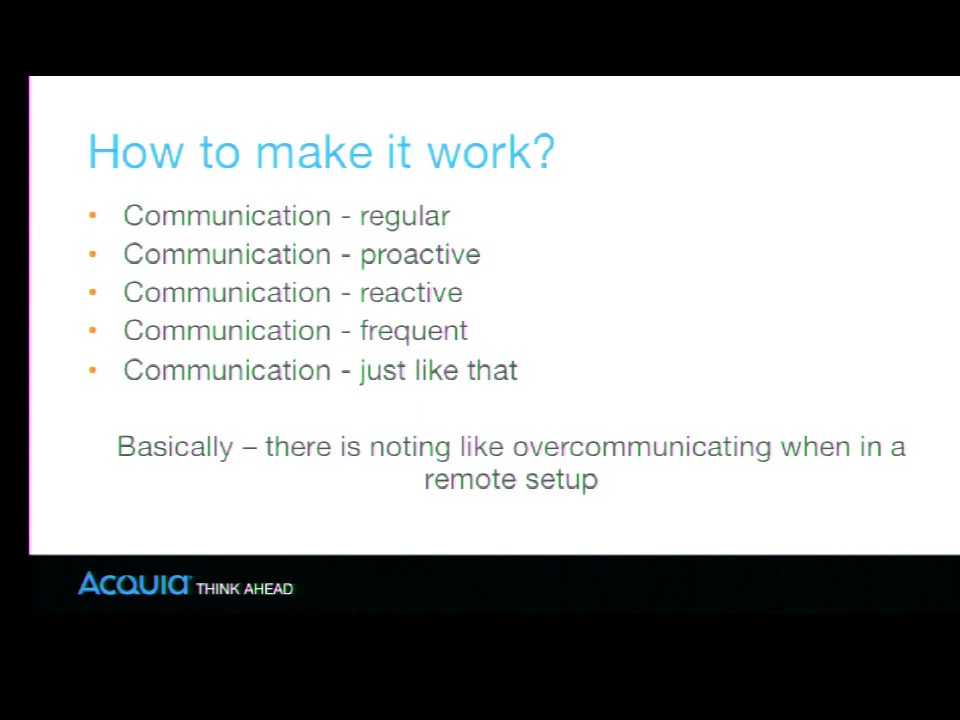 How to make it work?
• Communication - regular
• Communication - proactive
• Communication - reactive
• Communication - frequent
• Communication - just like that
Basically – there is noting like overcommunicating when in a
remote setup
Acquia THINK AHEAD